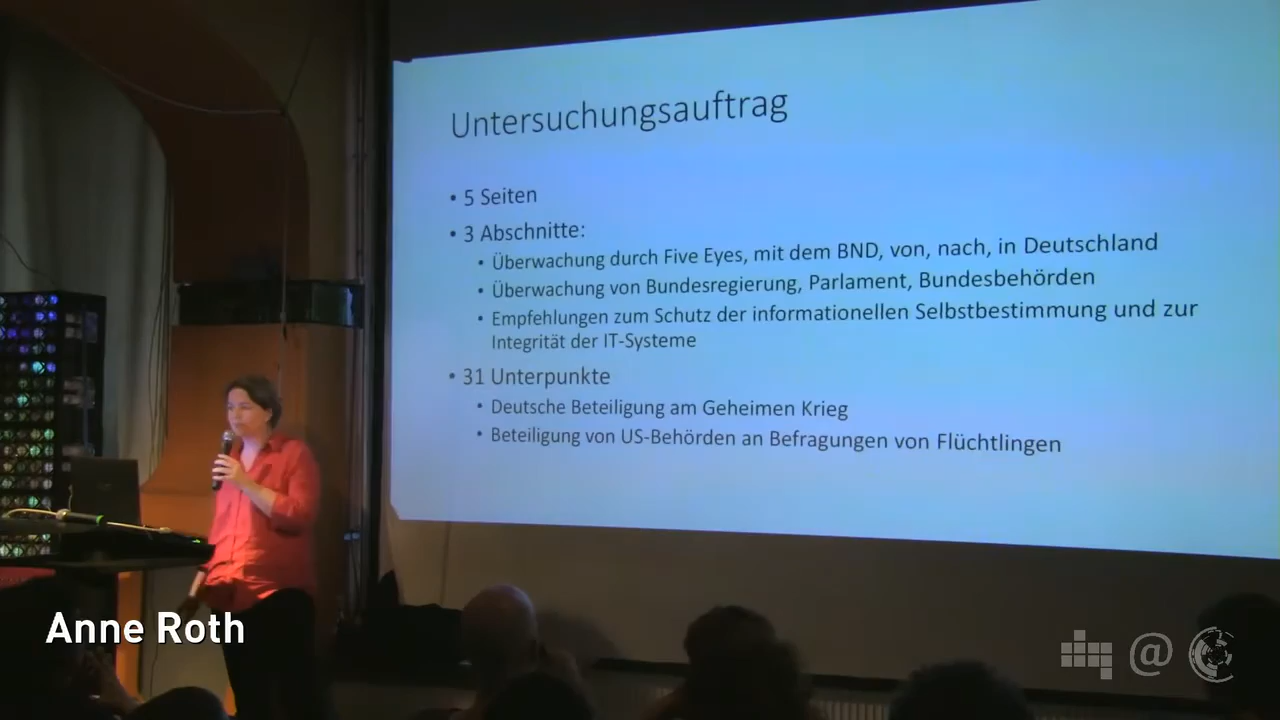 Untersuchungsauftrag
• 5 Seiten
• 3 Abschnitte:
• Überwachung durch Five Eyes, mit dem BND, von, nach, in Deutschland
• Überwachung von Bundesregierung, Parlament, Bundesbehörden
• Empfehlungen zum Schutz der informationellen Selbstbestimmung und zur
Integrität der IT-Systeme
• 31 Unterpunkte
• Deutsche Beteiligung am Geheimen Krieg
• Beteiligung von US-Behörden an Befragungen von Flüchtlingen
Anne Roth
@